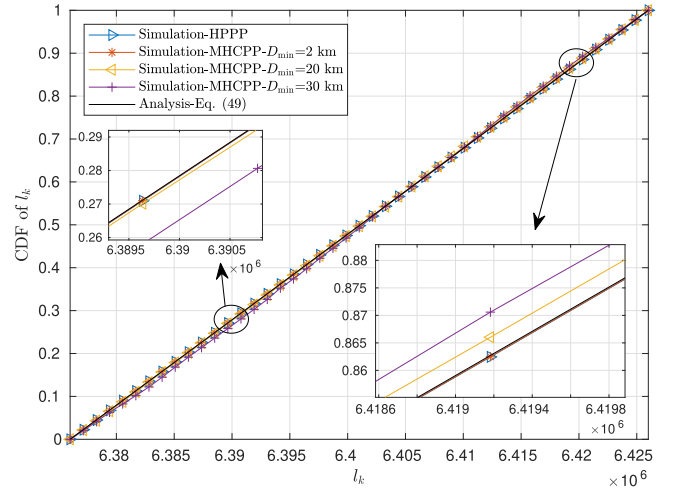 Simulation-HPPP
Simulation-MHCPP-D_min=2 km
Simulation-MHCPP-D_min=20 km
Simulation-MHCPP-D_min=30 km
Analysis-Eq. (49)
CDF of l_k
1
0.9
0.8
0.7
0.6
0.5
0.4
0.3
0.2
0.1
0
0.29
0.28
0.27
0.26
6.3895 6.39 6.3905
×10^6
0.88
0.875
0.87
0.865
0.86
6.4186 6.419 6.4194 6.4198
×10^6
6.38 6.385 6.39 6.395 6.4 6.405 6.41 6.415 6.42 6.425
l_k
×10^6